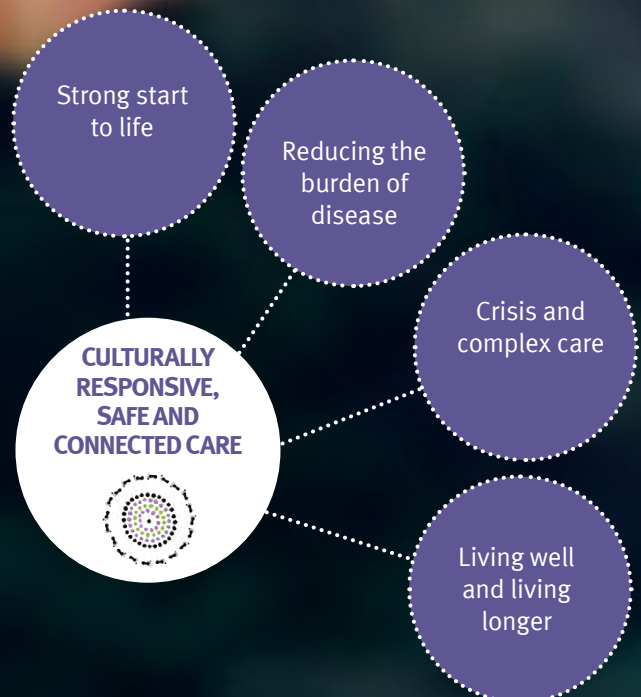 Strong start
to life
Reducing the
burden of
disease
Crisis and
complex care
CULTURALLY
RESPONSIVE,
SAFE AND
CONNECTED CARE
Living well
and living
longer